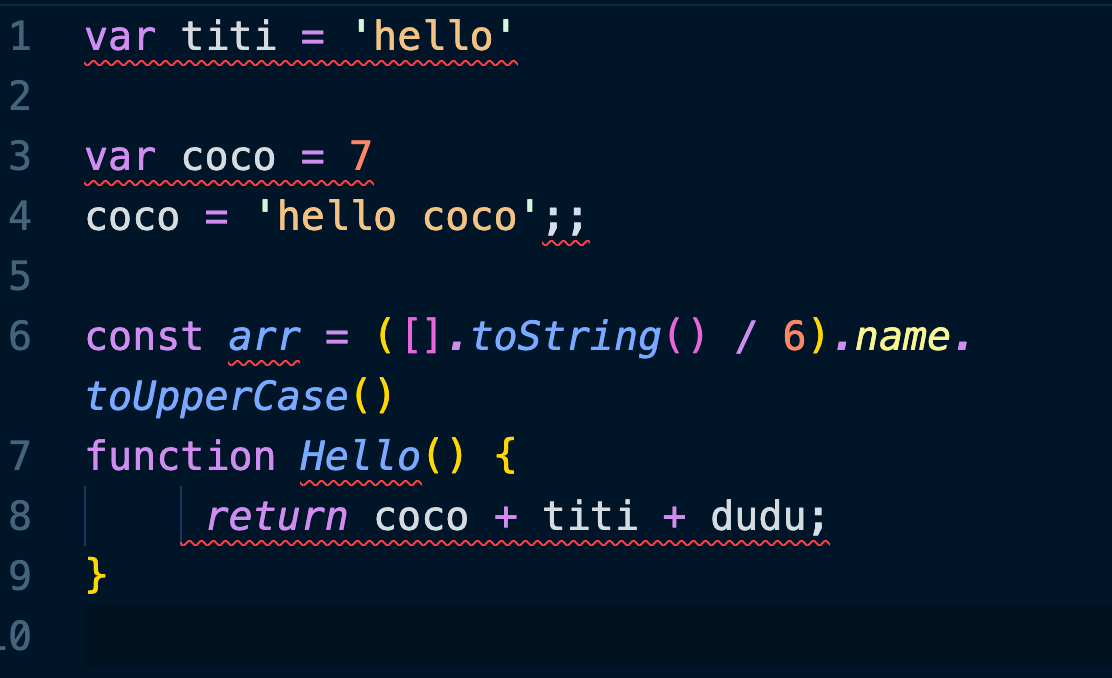 1 var titi = 'hello'
2
3 var coco = 7
4 coco = 'hello coco';;
5
6 const arr = ([].toString() / 6).name.
toUpperCase()
7 function Hello() {
8 return coco + titi + dudu;
9 }
10